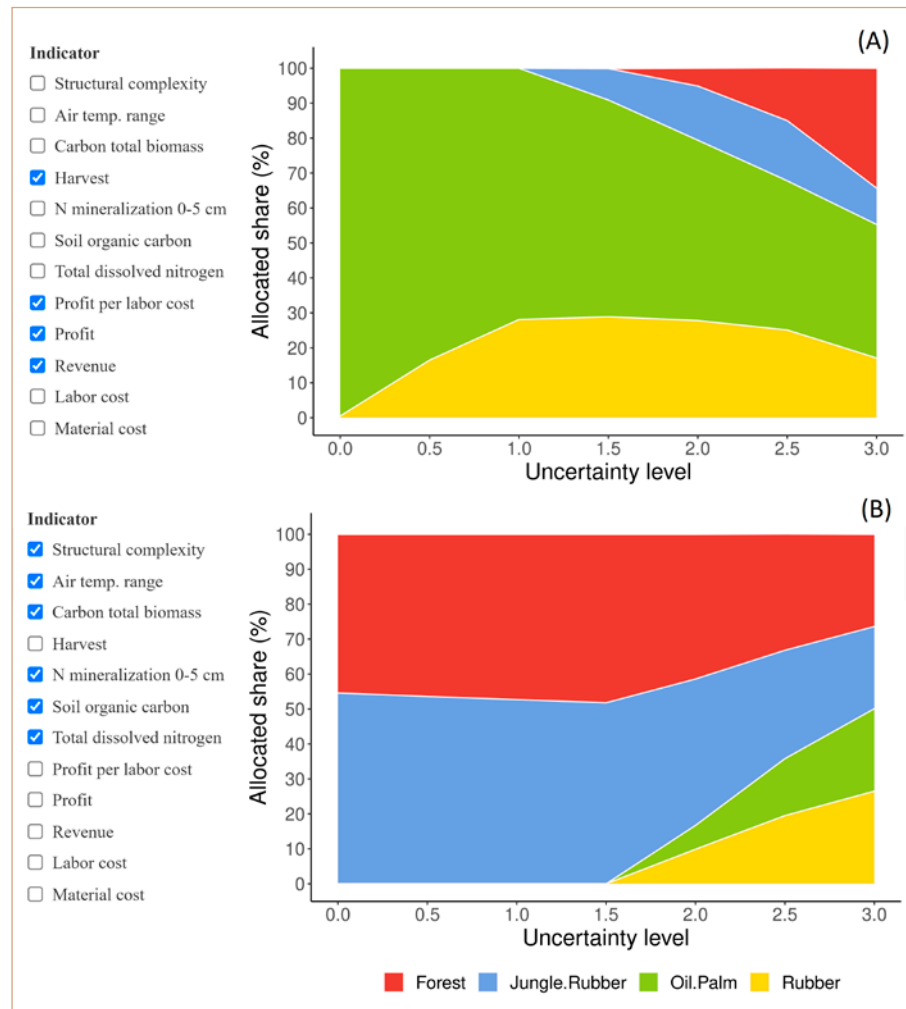 (A)
Indicator
Structural complexity
Air temp. range
Carbon total biomass
Harvest
N mineralization 0-5 cm
Soil organic carbon
Total dissolved nitrogen
Profit per labor cost
Profit
Revenue
Labor cost
Material cost
Allocated share (%)
100
90
80
70
60
50
40
30
20
10
0
0.0 0.5 1.0 1.5 2.0 2.5 3.0
Uncertainty level
(B)
Indicator
Structural complexity
Air temp. range
Carbon total biomass
Harvest
N mineralization 0-5 cm
Soil organic carbon
Total dissolved nitrogen
Profit per labor cost
Profit
Revenue
Labor cost
Material cost
Allocated share (%)
100
90
80
70
60
50
40
30
20
10
0
0.0 0.5 1.0 1.5 2.0 2.5 3.0
Uncertainty level
Forest Jungle.Rubber Oil.Palm Rubber